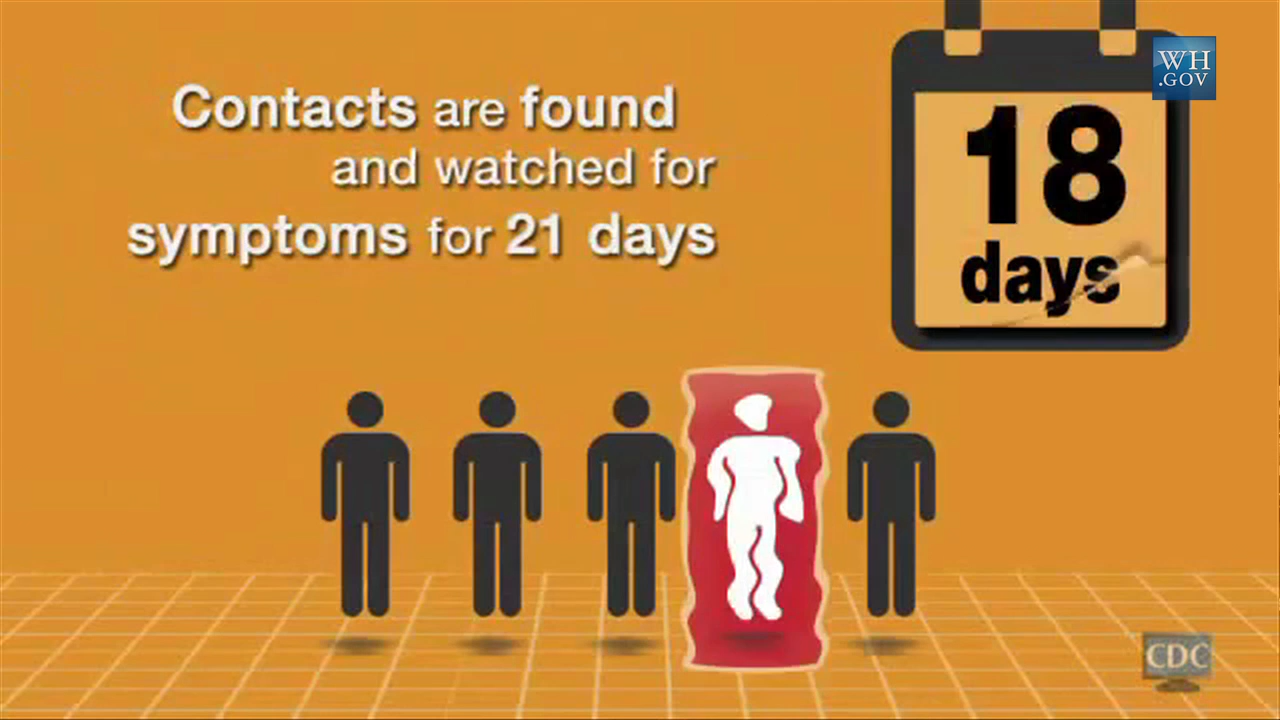 Contacts are found
and watched for
symptoms for 21 days
18
days
WH
.GOV
CDC